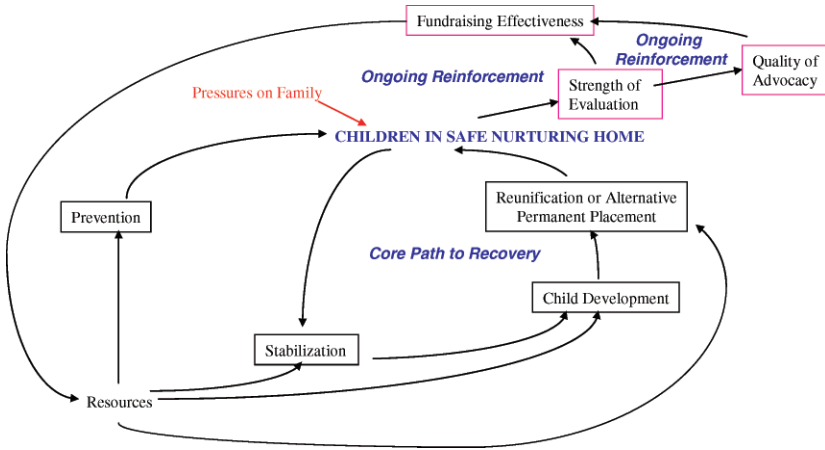 Fundraising Effectiveness
Ongoing
Reinforcement
Quality of
Advocacy
Ongoing Reinforcement
Strength of
Evaluation
Pressures on Family
CHILDREN IN SAFE NURTURING HOME
Prevention
Reunification or Alternative
Permanent Placement
Core Path to Recovery
Child Development
Stabilization
Resources